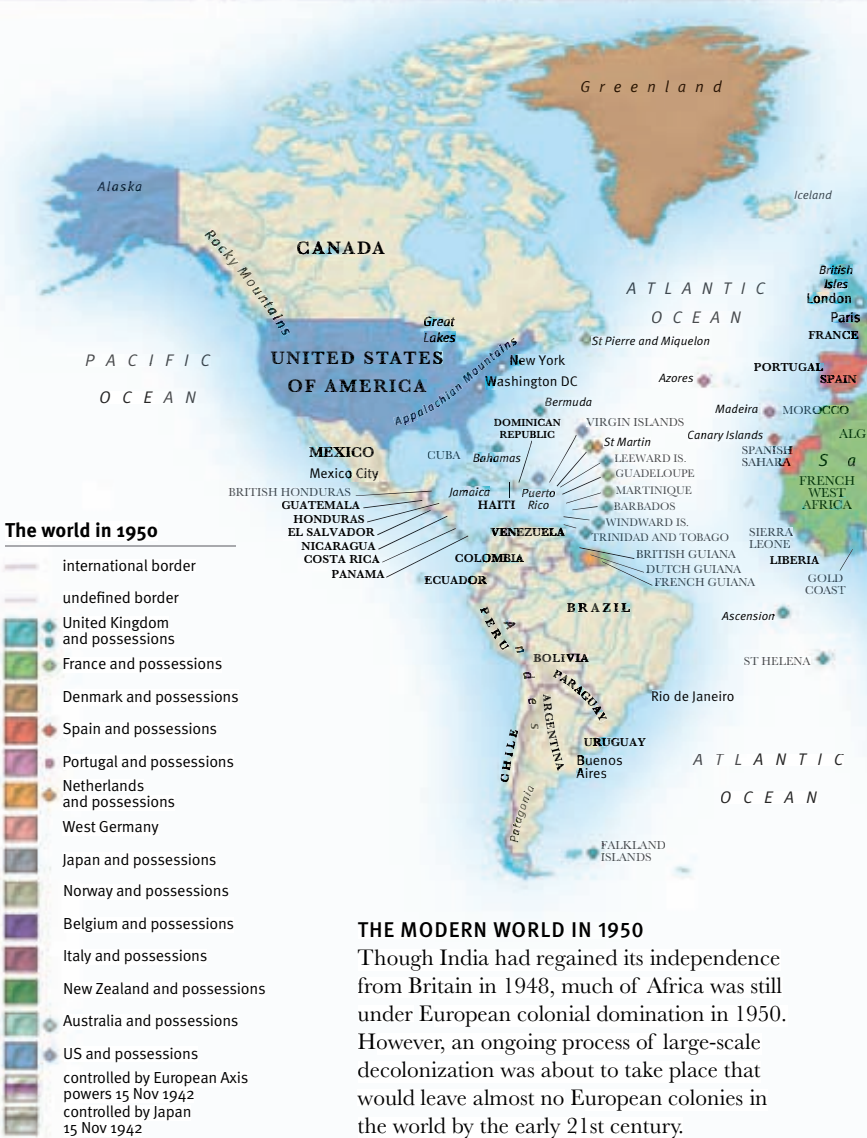 Greenland
Alaska
Iceland
Rocky Mountains
CANADA
British
Isles
London
ATLANTIC
OCEAN
Paris
FRANCE
Great
Lakes
St Pierre and Miquelon
PACIFIC
OCEAN
UNITED STATES
OF AMERICA
Appalachian Mountains
New York
Washington DC
PORTUGAL
SPAIN
Azores
Bermuda
Madeira
MOROCCO
DOMINICAN
REPUBLIC
VIRGIN ISLANDS
St Martin
Canary Islands
ALG
MEXICO
CUBA
Bahamas
LEEWARD IS.
SPANISH
SAHARA
S a
Mexico City
GUADELOUPE
FRENCH
WEST
AFRICA
BRITISH HONDURAS
Jamaica
HAITI
Puerto
Rico
MARTINIQUE
GUATEMALA
BARBADOS
HONDURAS
WINDWARD IS.
EL SALVADOR
VENEZUELA
TRINIDAD AND TOBAGO
SIERRA
LEONE
NICARAGUA
BRITISH GUIANA
COSTA RICA
COLOMBIA
DUTCH GUIANA
LIBERIA
PANAMA
ECUADOR
FRENCH GUIANA
GOLD
COAST
BRAZIL
Ascension
PERU
Andes
BOLIVIA
ST HELENA
PARAGUAY
Rio de Janeiro
ARGENTINA
CHILE
URUGUAY
Buenos
Aires
ATLANTIC
OCEAN
Patagonia
FALKLAND
ISLANDS
The world in 1950
international border
undefined border
United Kingdom
and possessions
France and possessions
Denmark and possessions
Spain and possessions
Portugal and possessions
Netherlands
and possessions
West Germany
Japan and possessions
Norway and possessions
Belgium and possessions
Italy and possessions
New Zealand and possessions
Australia and possessions
US and possessions
controlled by European Axis
powers 15 Nov 1942
controlled by Japan
15 Nov 1942
THE MODERN WORLD IN 1950
Though India had regained its independence
from Britain in 1948, much of Africa was still
under European colonial domination in 1950.
However, an ongoing process of large-scale
decolonization was about to take place that
would leave almost no European colonies in
the world by the early 21st century.